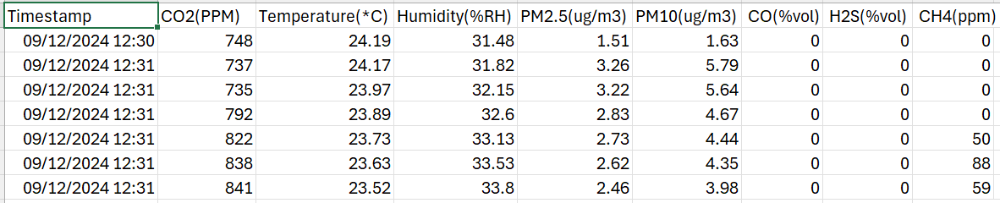 Timestamp CO2(PPM) Temperature(*C) Humidity(%RH) PM2.5(ug/m3) PM10(ug/m3) CO(%vol) H2S(%vol) CH4(ppm)
09/12/2024 12:30 748 24.19 31.48 1.51 1.63 0 0 0
09/12/2024 12:31 737 24.17 31.82 3.26 5.79 0 0 0
09/12/2024 12:31 735 23.97 32.15 3.22 5.64 0 0 0
09/12/2024 12:31 792 23.89 32.6 2.83 4.67 0 0 0
09/12/2024 12:31 822 23.73 33.13 2.73 4.44 0 0 50
09/12/2024 12:31 838 23.63 33.53 2.62 4.35 0 0 88
09/12/2024 12:31 841 23.52 33.8 2.46 3.98 0 0 59